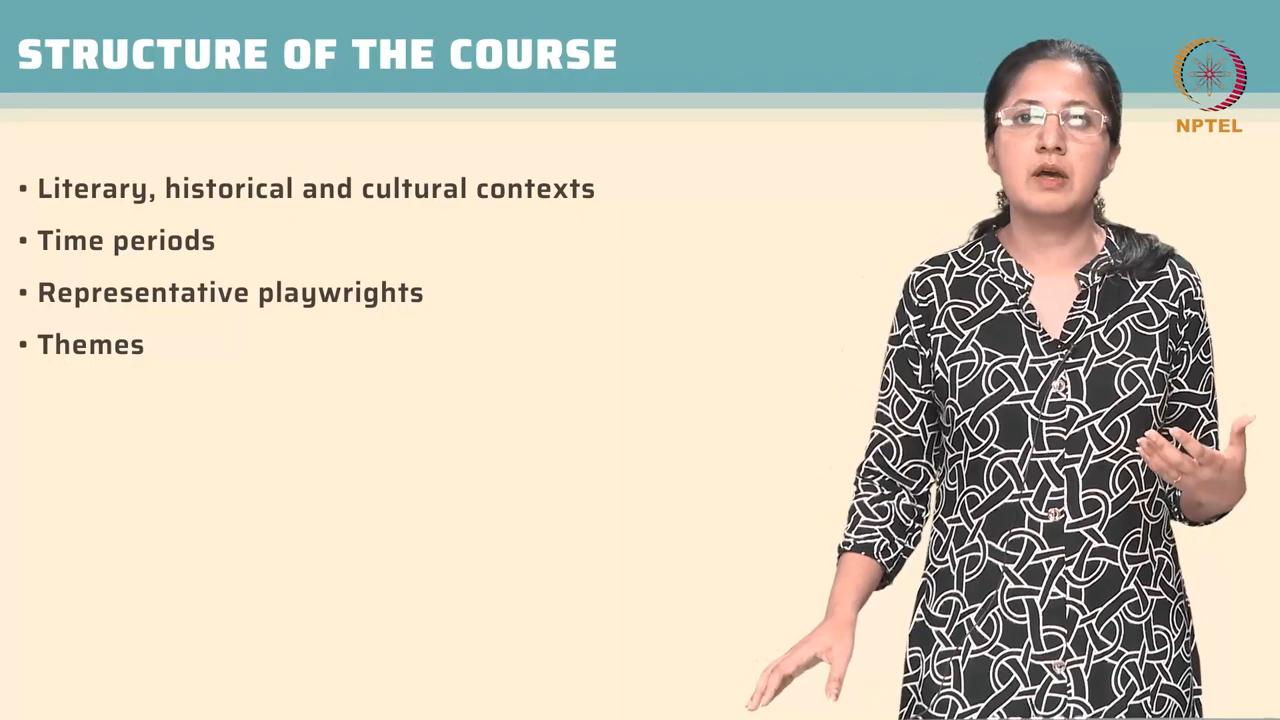 STRUCTURE OF THE COURSE
NPTEL
• Literary, historical and cultural contexts
• Time periods
• Representative playwrights
• Themes